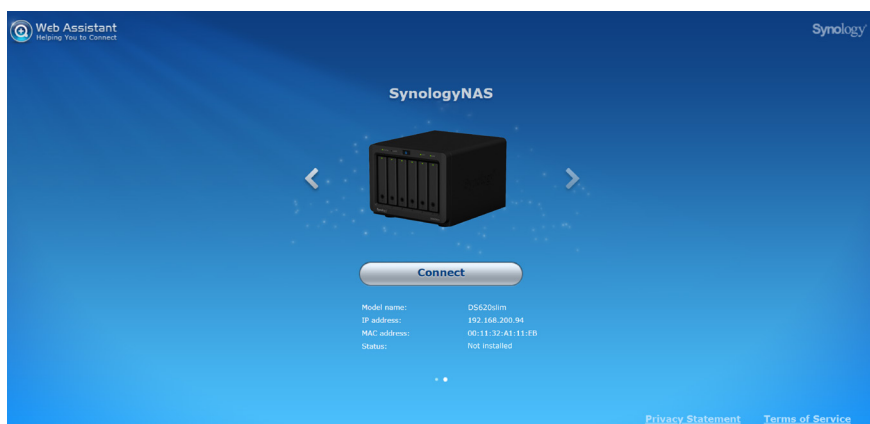 Web Assistant
Helping You to Connect
Synology
SynologyNAS
Connect
Model name: DS620slim
IP address: 192.168.200.94
MAC address: 00:11:32:A1:11:EB
Status: Not installed
Privacy Statement Terms of Service